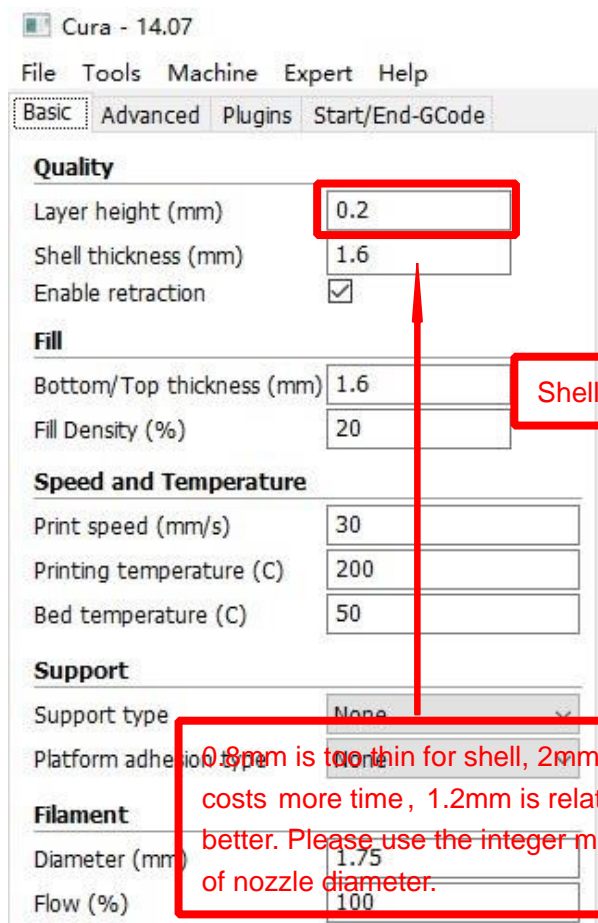 Cura - 14.07
File Tools Machine Expert Help
Basic Advanced Plugins Start/End-GCode
Quality
Layer height (mm) 0.2
Shell thickness (mm) 1.6
Enable retraction
Fill
Bottom/Top thickness (mm) 1.6
Shell
Fill Density (%) 20
Speed and Temperature
Print speed (mm/s) 30
Printing temperature (C) 200
Bed temperature (C) 50
Support
Support type None
Platform adhesion type None
0.8mm is too thin for shell, 2mm
costs more time, 1.2mm is relat
better. Please use the integer m
of nozzle diameter.
Filament
Diameter (mm) 1.75
Flow (%) 100